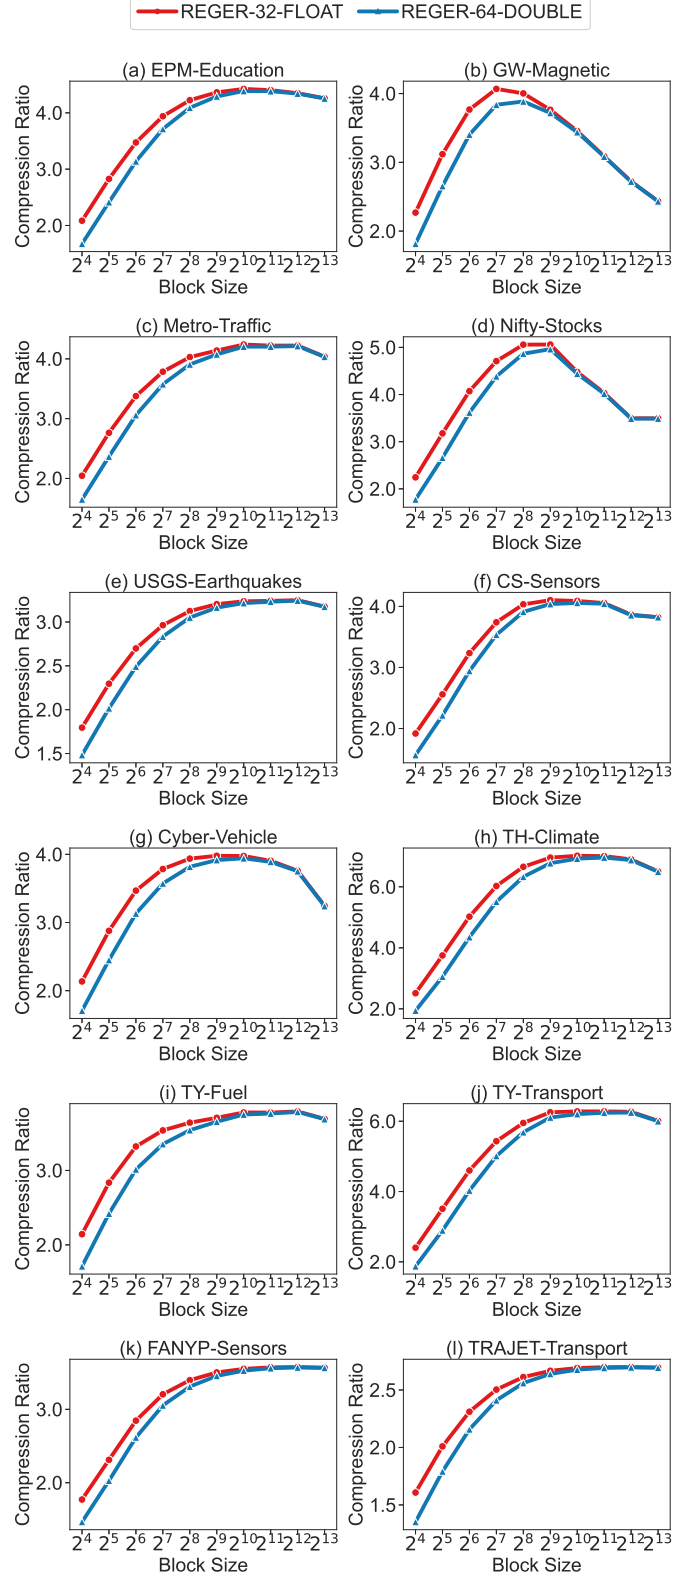 REGER-32-FLOAT REGER-64-DOUBLE
(a) EPM-Education
Compression Ratio
4.0
3.0
2.0
2^4 2^5 2^6 2^7 2^8 2^9 2^10 2^11 2^12 2^13
Block Size
(b) GW-Magnetic
Compression Ratio
4.0
3.0
2.0
2^4 2^5 2^6 2^7 2^8 2^9 2^10 2^11 2^12 2^13
Block Size
(c) Metro-Traffic
Compression Ratio
4.0
3.0
2.0
2^4 2^5 2^6 2^7 2^8 2^9 2^10 2^11 2^12 2^13
Block Size
(d) Nifty-Stocks
Compression Ratio
5.0
4.0
3.0
2.0
2^4 2^5 2^6 2^7 2^8 2^9 2^10 2^11 2^12 2^13
Block Size
(e) USGS-Earthquakes
Compression Ratio
3.0
2.5
2.0
1.5
2^4 2^5 2^6 2^7 2^8 2^9 2^10 2^11 2^12 2^13
Block Size
(f) CS-Sensors
Compression Ratio
4.0
3.0
2.0
2^4 2^5 2^6 2^7 2^8 2^9 2^10 2^11 2^12 2^13
Block Size
(g) Cyber-Vehicle
Compression Ratio
4.0
3.0
2.0
2^4 2^5 2^6 2^7 2^8 2^9 2^10 2^11 2^12 2^13
Block Size
(h) TH-Climate
Compression Ratio
6.0
4.0
2.0
2^4 2^5 2^6 2^7 2^8 2^9 2^10 2^11 2^12 2^13
Block Size
(i) TY-Fuel
Compression Ratio
3.0
2.0
2^4 2^5 2^6 2^7 2^8 2^9 2^10 2^11 2^12 2^13
Block Size
(j) TY-Transport
Compression Ratio
6.0
4.0
2.0
2^4 2^5 2^6 2^7 2^8 2^9 2^10 2^11 2^12 2^13
Block Size
(k) FANYP-Sensors
Compression Ratio
3.0
2.0
2^4 2^5 2^6 2^7 2^8 2^9 2^10 2^11 2^12 2^13
Block Size
(l) TRAJET-Transport
Compression Ratio
2.5
2.0
1.5
2^4 2^5 2^6 2^7 2^8 2^9 2^10 2^11 2^12 2^13
Block Size